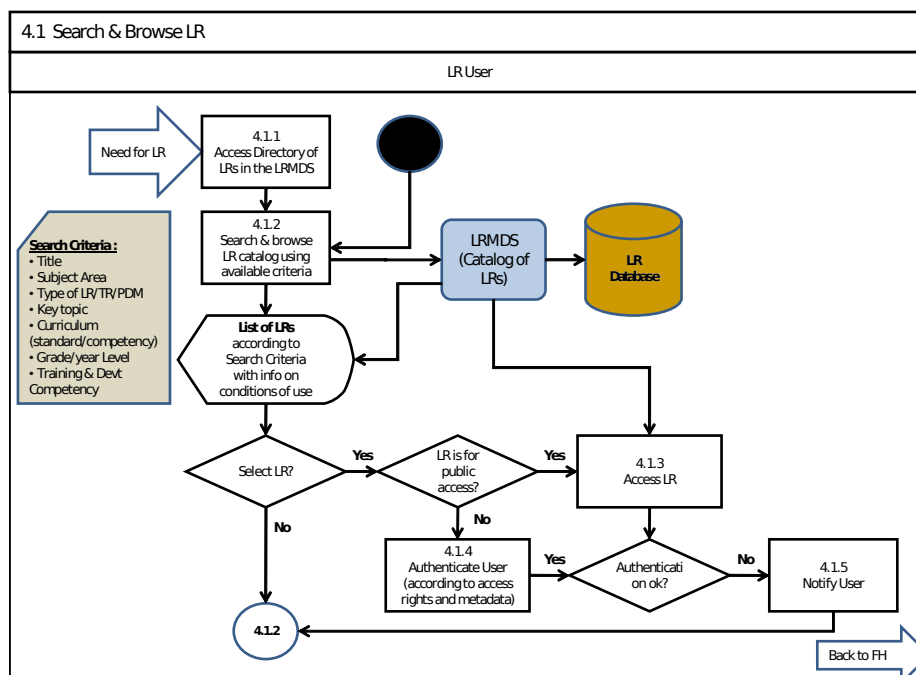 4.1 Search & Browse LR
LR User
Need for LR
4.1.1
Access Directory of
LRs in the LRMDS
4.1.2
Search & browse
LR catalog using
available criteria
LRMDS
(Catalog of
LRs)
LR
Database
Search Criteria :
• Title
• Subject Area
• Type of LR/TR/PDM
• Key topic
• Curriculum
(standard/competency)
• Grade/year Level
• Training & Devt
Competency
List of LRs
according to
Search Criteria
with info on
conditions of use
Select LR?
Yes
LR is for
public
access?
Yes
4.1.3
Access LR
No
No
4.1.4
Authenticate User
(according to access
rights and metadata)
Yes
Authenticati
on ok?
No
4.1.5
Notify User
4.1.2
Back to FH